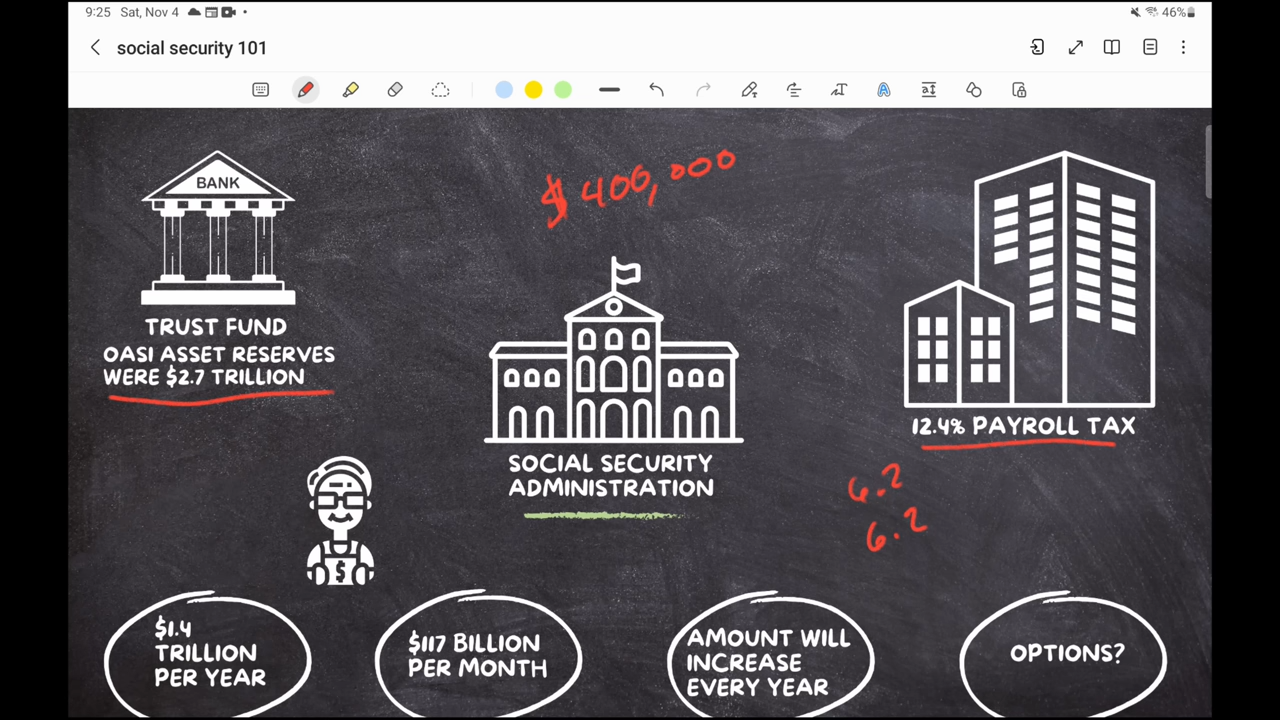 9:25 Sat, Nov 4
46%
social security 101
$400,000
BANK
TRUST FUND
OASI ASSET RESERVES
WERE $2.7 TRILLION
SOCIAL SECURITY
ADMINISTRATION
12.4% PAYROLL TAX
6.2
6.2
$
$1.4
TRILLION
PER YEAR
$117 BILLION
PER MONTH
AMOUNT WILL
INCREASE
EVERY YEAR
OPTIONS?